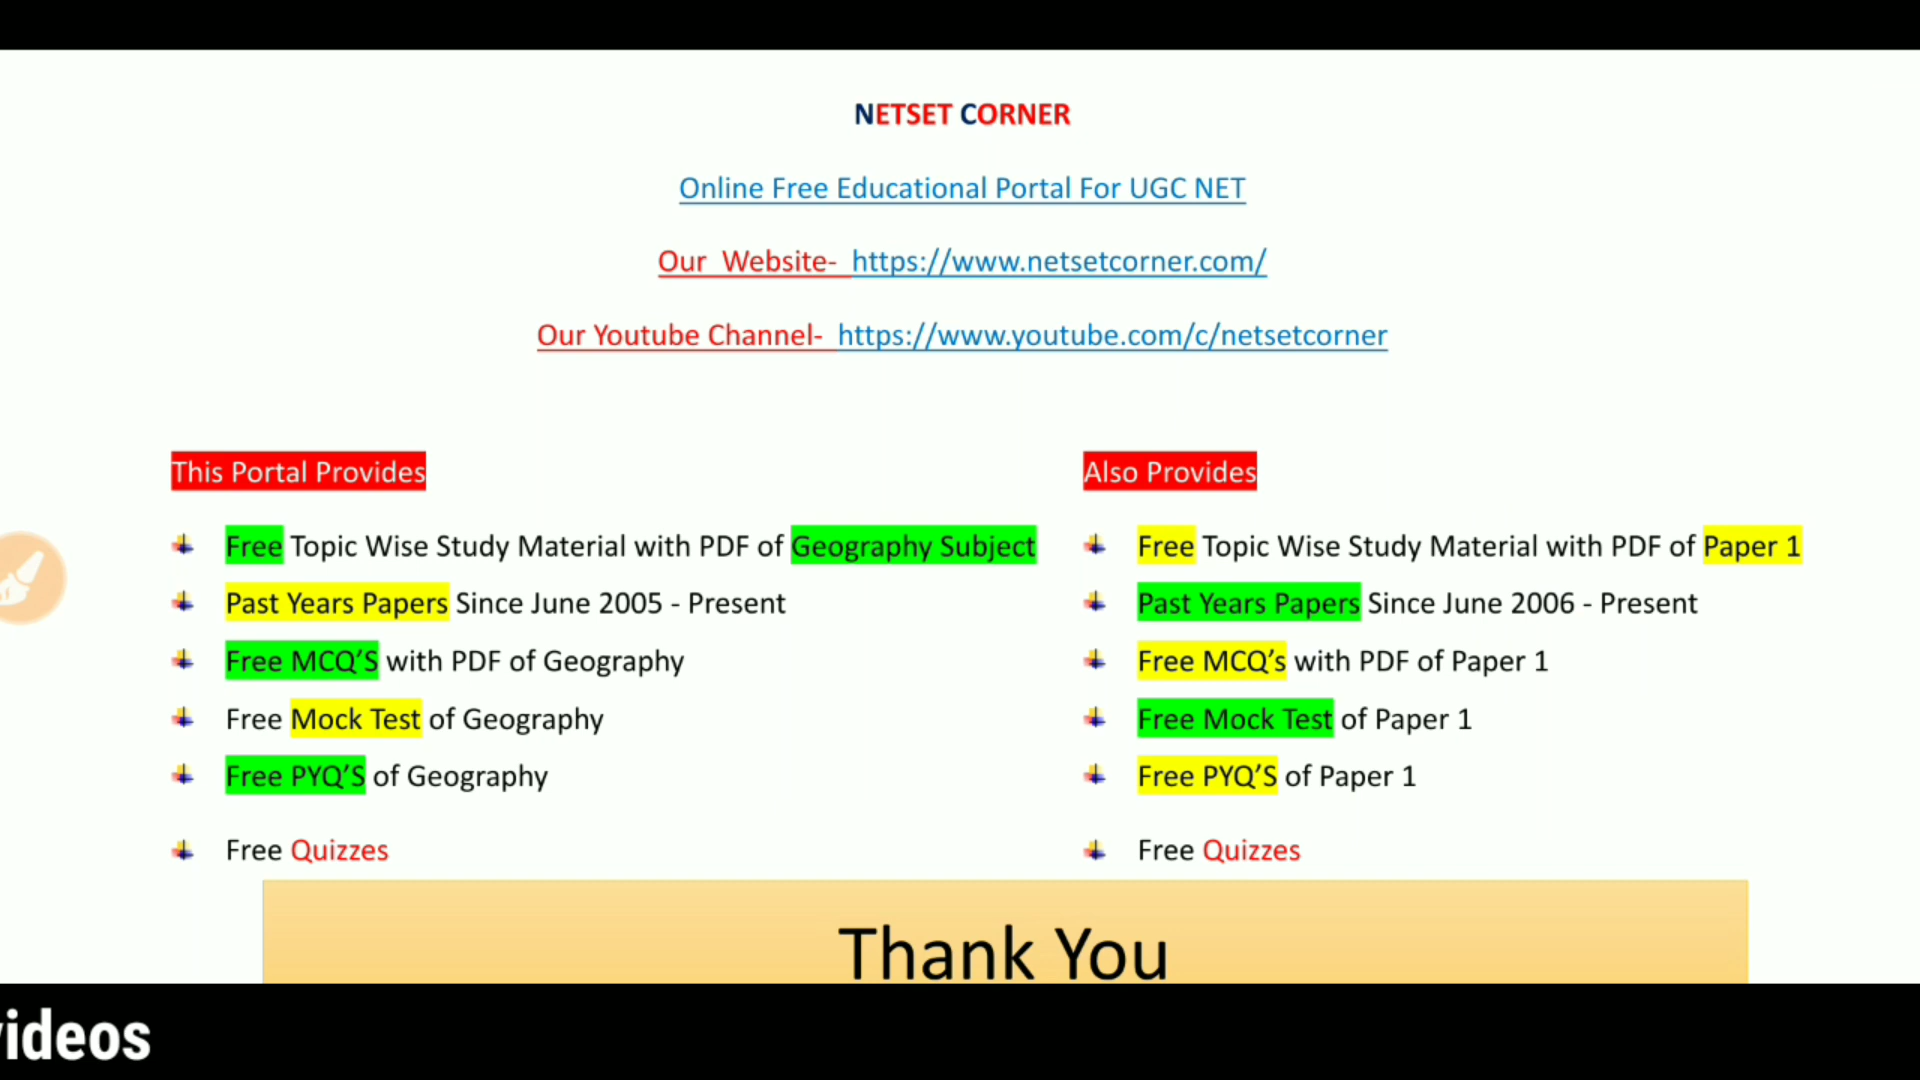 NETSET CORNER
Online Free Educational Portal For UGC NET
Our Website- https://www.netsetcorner.com/
Our Youtube Channel- https://www.youtube.com/c/netsetcorner
This Portal Provides
Free Topic Wise Study Material with PDF of Geography Subject
Past Years Papers Since June 2005 - Present
Free MCQ'S with PDF of Geography
Free Mock Test of Geography
Free PYQ'S of Geography
Free Quizzes
Also Provides
Free Topic Wise Study Material with PDF of Paper 1
Past Years Papers Since June 2006 - Present
Free MCQ's with PDF of Paper 1
Free Mock Test of Paper 1
Free PYQ'S of Paper 1
Free Quizzes
Thank You
videos